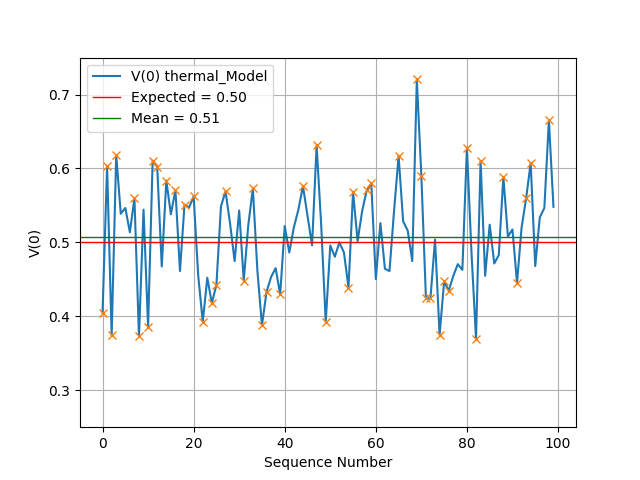 V(0) thermal_Model
Expected = 0.50
Mean = 0.51
0.7
0.6
0.5
0.4
0.3
V(0)
0 20 40 60 80 100
Sequence Number